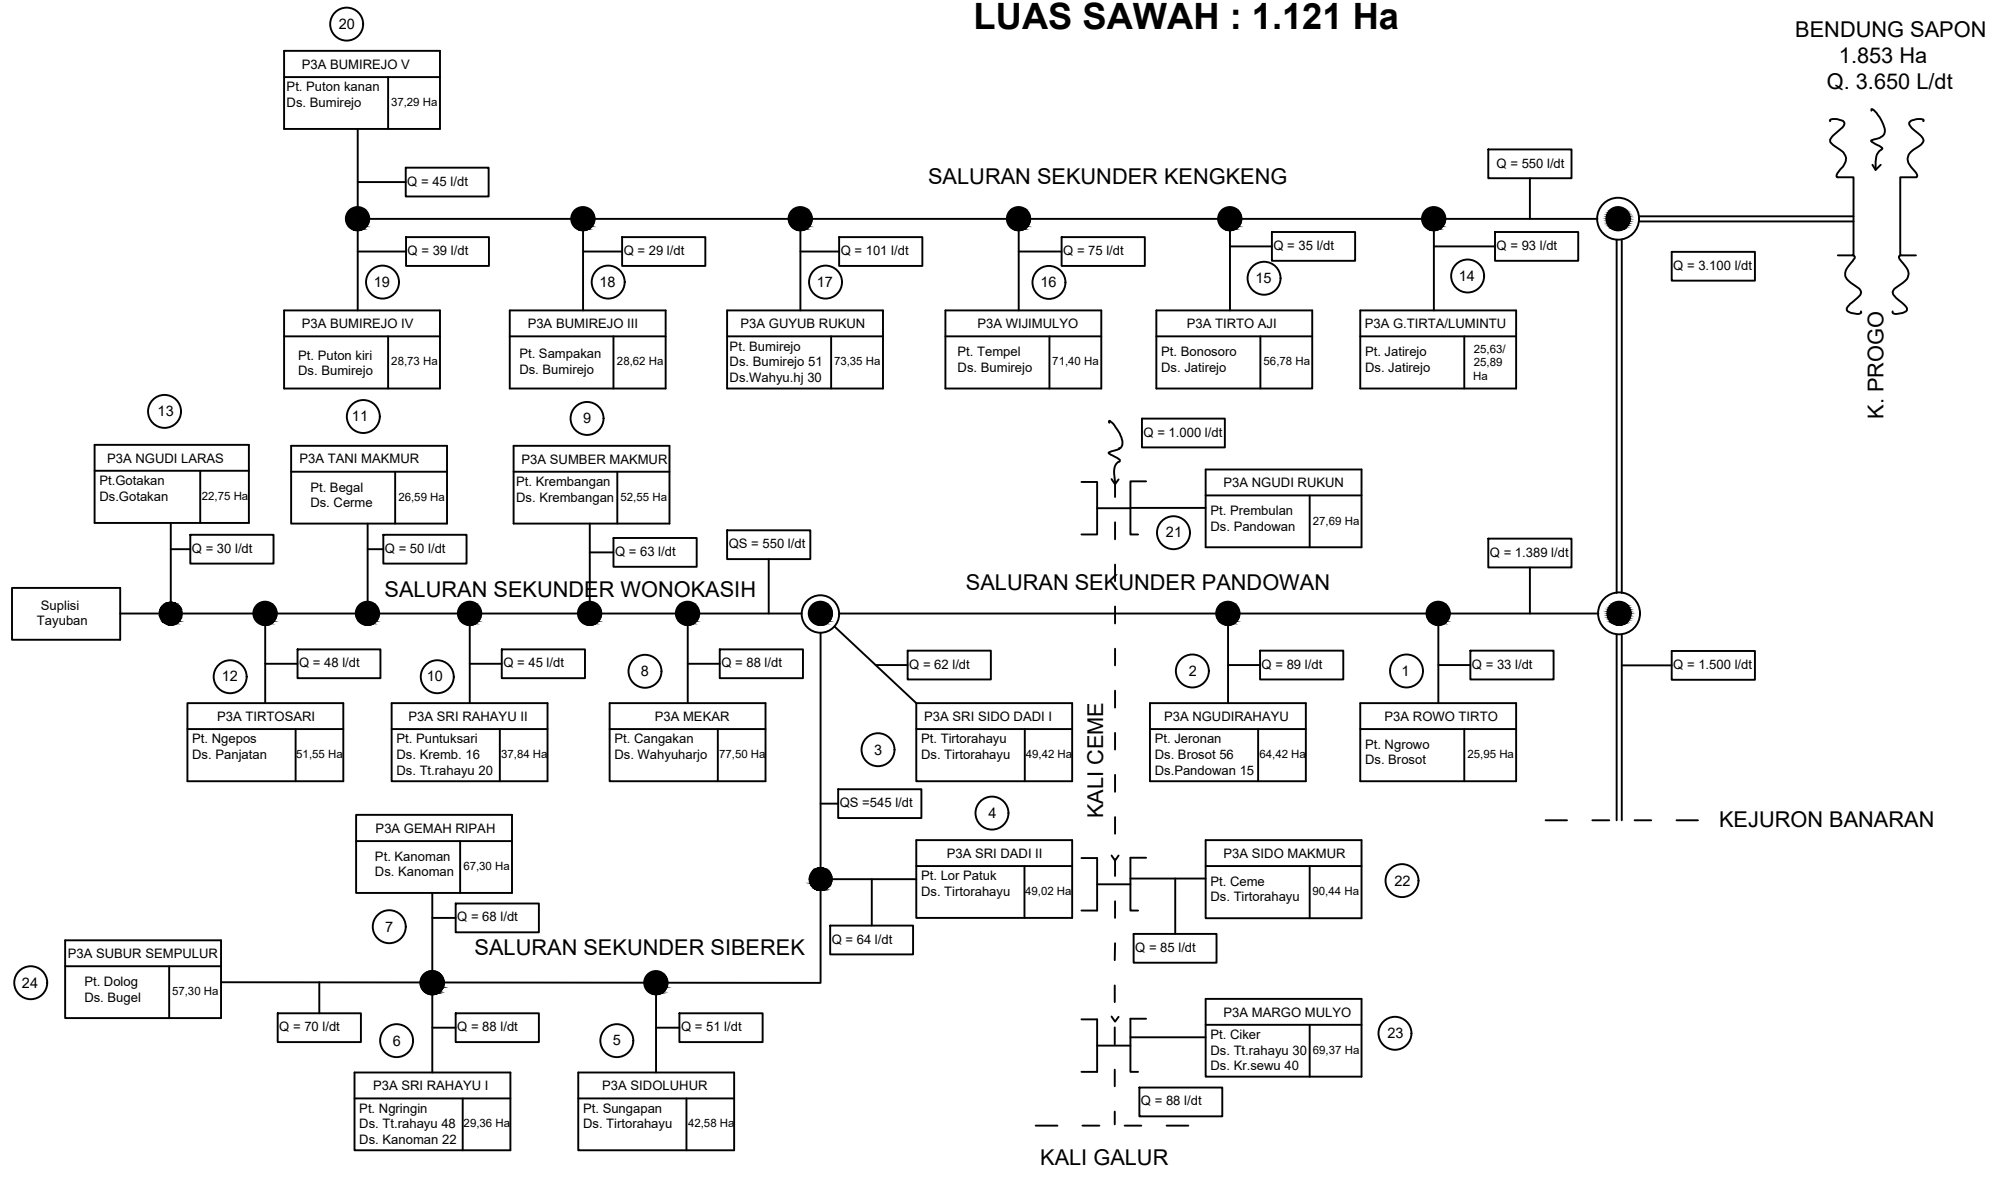 LUAS SAWAH : 1.121 Ha
BENDUNG SAPON
1.853 Ha
Q. 3.650 L/dt
20
P3A BUMIREJO V
Pt. Puton kanan
Ds. Bumirejo
37,29 Ha
Q = 45 l/dt
SALURAN SEKUNDER KENGKENG
Q = 550 l/dt
Q = 39 l/dt
Q = 29 l/dt
Q = 101 l/dt
Q = 75 l/dt
Q = 35 l/dt
Q = 93 l/dt
Q = 3.100 l/dt
19
18
17
16
15
14
P3A BUMIREJO IV
Pt. Puton kiri
Ds. Bumirejo
28,73 Ha
P3A BUMIREJO III
Pt. Sampakan
Ds. Bumirejo
28,62 Ha
P3A GUYUB RUKUN
Pt. Bumirejo
Ds. Bumirejo 51
Ds.Wahyu.hj 30
73,35 Ha
P3A WIJIMULYO
Pt. Tempel
Ds. Bumirejo
71,40 Ha
P3A TIRTO AJI
Pt. Bonosoro
Ds. Jatirejo
56,78 Ha
P3A G.TIRTA/LUMINTU
Pt. Jatirejo
Ds. Jatirejo
25,63/
25,89
Ha
K. PROGO
13
11
9
P3A NGUDI LARAS
Pt.Gotakan
Ds.Gotakan
22,75 Ha
P3A TANI MAKMUR
Pt. Begal
Ds. Cerme
26,59 Ha
P3A SUMBER MAKMUR
Pt. Krembangan
Ds. Krembangan
52,55 Ha
Q = 1.000 l/dt
P3A NGUDI RUKUN
Pt. Prembulan
Ds. Pandowan
27,69 Ha
21
Q = 30 l/dt
Q = 50 l/dt
Q = 63 l/dt
QS = 550 l/dt
Q = 1.389 l/dt
SALURAN SEKUNDER WONOKASIH
SALURAN SEKUNDER PANDOWAN
Suplisi
Tayuban
Q = 48 l/dt
Q = 45 l/dt
Q = 88 l/dt
Q = 62 l/dt
Q = 89 l/dt
Q = 33 l/dt
Q = 1.500 l/dt
12
10
8
3
2
1
P3A TIRTOSARI
Pt. Ngepos
Ds. Panjatan
51,55 Ha
P3A SRI RAHAYU II
Pt. Puntuksari
Ds. Kremb. 16
Ds. Tt.rahayu 20
37,84 Ha
P3A MEKAR
Pt. Cangakan
Ds. Wahyuharjo
77,50 Ha
P3A SRI SIDO DADI I
Pt. Tirtorahayu
Ds. Tirtorahayu
49,42 Ha
KALI CEME
P3A NGUDIRAHAYU
Pt. Jeronan
Ds. Brosot 56
Ds.Pandowan 15
64,42 Ha
P3A ROWO TIRTO
Pt. Ngrowo
Ds. Brosot
25,95 Ha
QS =545 l/dt
4
KEJURON BANARAN
P3A GEMAH RIPAH
Pt. Kanoman
Ds. Kanoman
67,30 Ha
P3A SRI DADI II
Pt. Lor Patuk
Ds. Tirtorahayu
49,02 Ha
P3A SIDO MAKMUR
Pt. Ceme
Ds. Tirtorahayu
90,44 Ha
22
7
Q = 68 l/dt
Q = 64 l/dt
Q = 85 l/dt
SALURAN SEKUNDER SIBEREK
24
P3A SUBUR SEMPULUR
Pt. Dolog
Ds. Bugel
57,30 Ha
Q = 70 l/dt
Q = 88 l/dt
Q = 51 l/dt
6
5
P3A MARGO MULYO
Pt. Ciker
Ds. Tt.rahayu 30
Ds. Kr.sewu 40
69,37 Ha
23
P3A SRI RAHAYU I
Pt. Ngringin
Ds. Tt.rahayu 48
Ds. Kanoman 22
29,36 Ha
P3A SIDOLUHUR
Pt. Sungapan
Ds. Tirtorahayu
42,58 Ha
Q = 88 l/dt
KALI GALUR